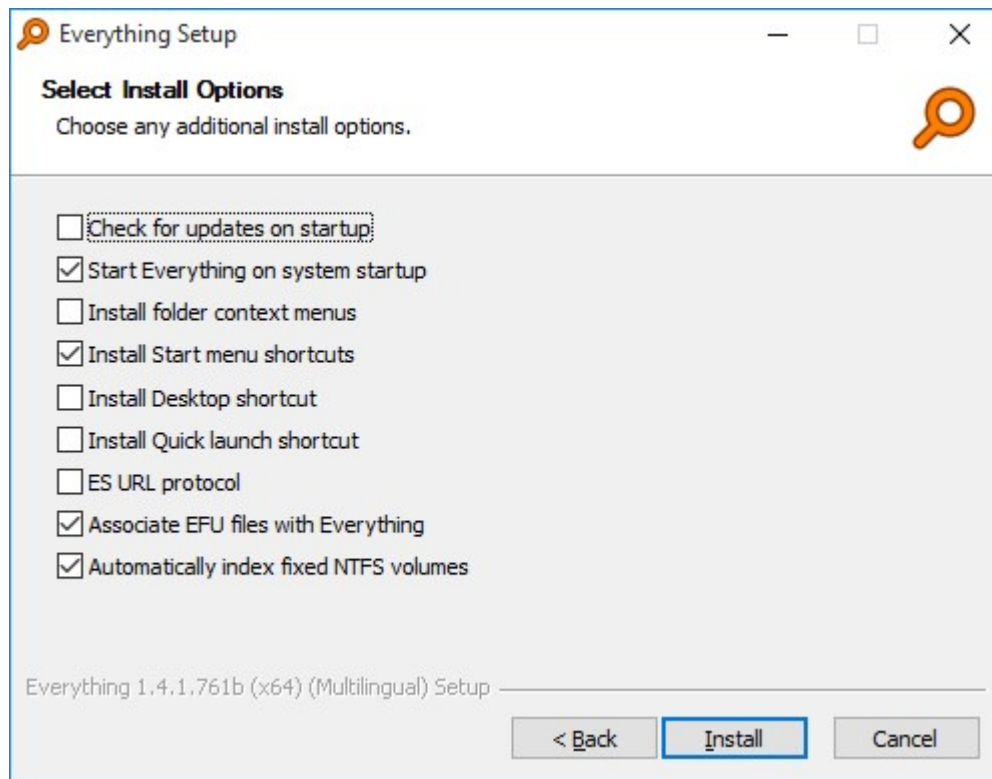 Everything Setup
Select Install Options
Choose any additional install options.
Check for updates on startup
Start Everything on system startup
Install folder context menus
Install Start menu shortcuts
Install Desktop shortcut
Install Quick launch shortcut
ES URL protocol
Associate EFU files with Everything
Automatically index fixed NTFS volumes
Everything 1.4.1.761b (x64) (Multilingual) Setup
< Back Install Cancel